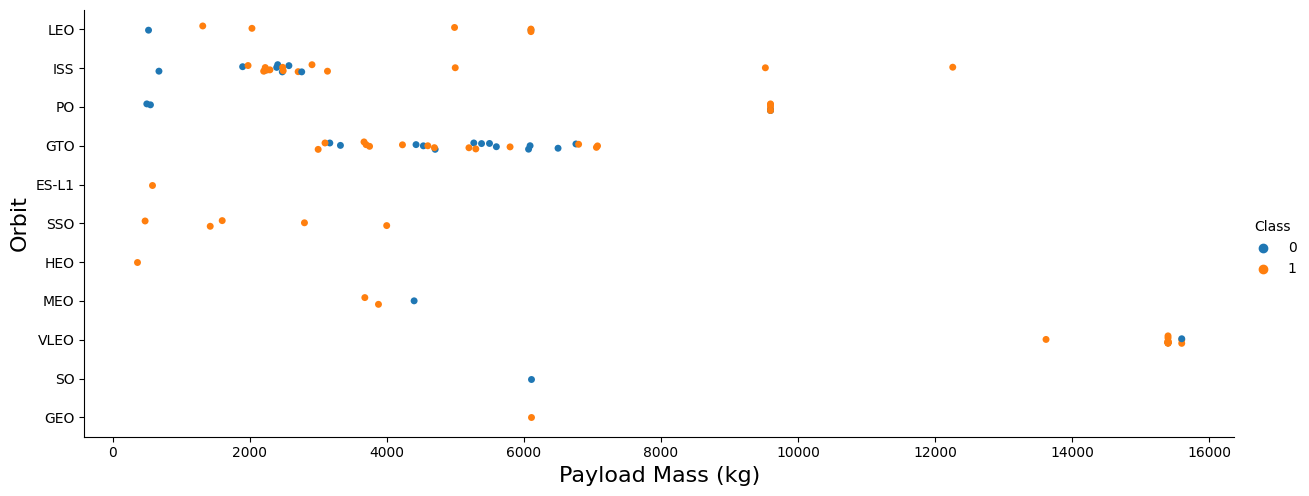 LEO
ISS
PO
GTO
ES-L1
SSO
HEO
MEO
VLEO
SO
GEO
Orbit
0 2000 4000 6000 8000 10000 12000 14000 16000
Payload Mass (kg)
Class
0
1